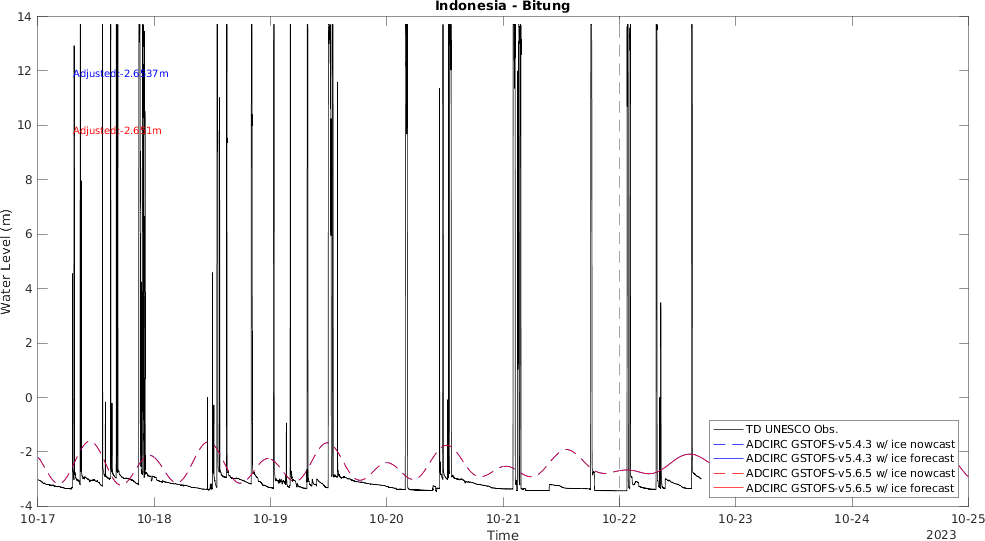 Indonesia - Bitung
14
12
10
8
6
4
2
0
-2
-4
Water Level (m)
Adjusted:-2.6537m
TD UNESCO Obs.
ADCIRC GSTOFS-v5.4.3 w/ ice nowcast
ADCIRC GSTOFS-v5.4.3 w/ ice forecast
ADCIRC GSTOFS-v5.6.5 w/ ice nowcast
ADCIRC GSTOFS-v5.6.5 w/ ice forecast
10-17
10-18
10-19
10-20
10-21
10-22
10-23
10-24
10-25
Time
2023